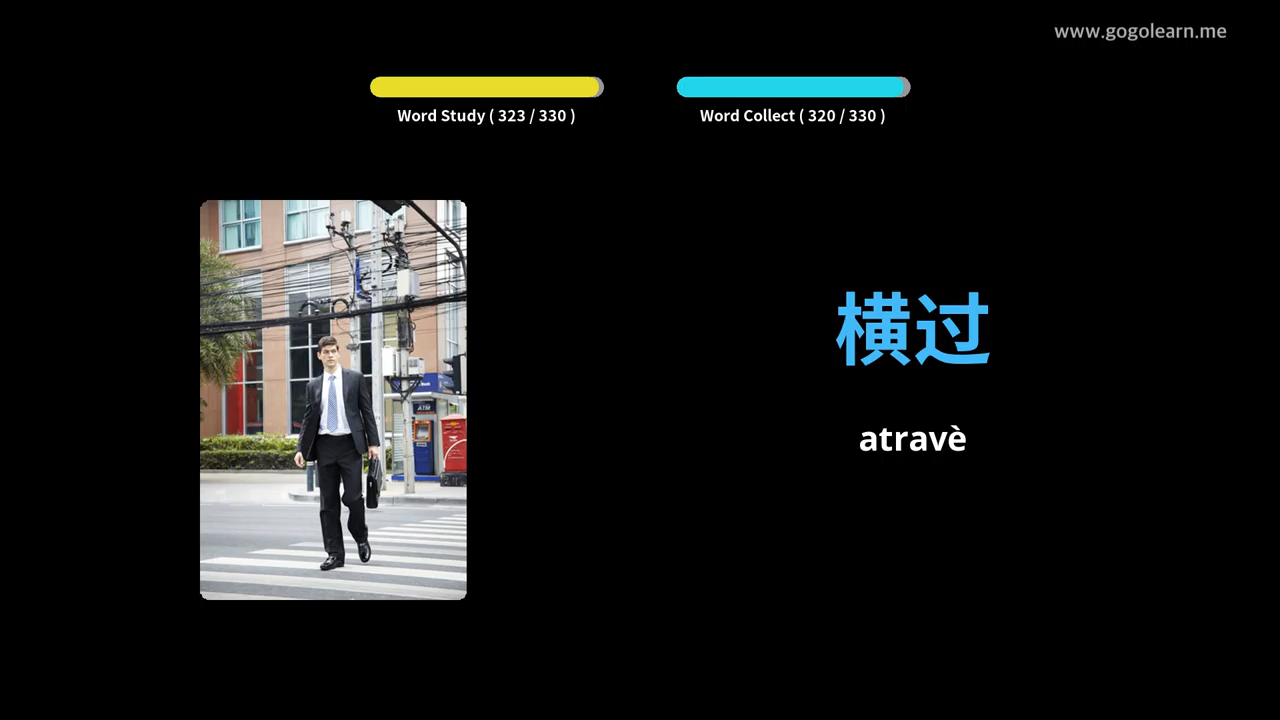 www.gogolearn.me
Word Study ( 323 / 330 )
Word Collect ( 320 / 330 )
横过
atravè
ATM